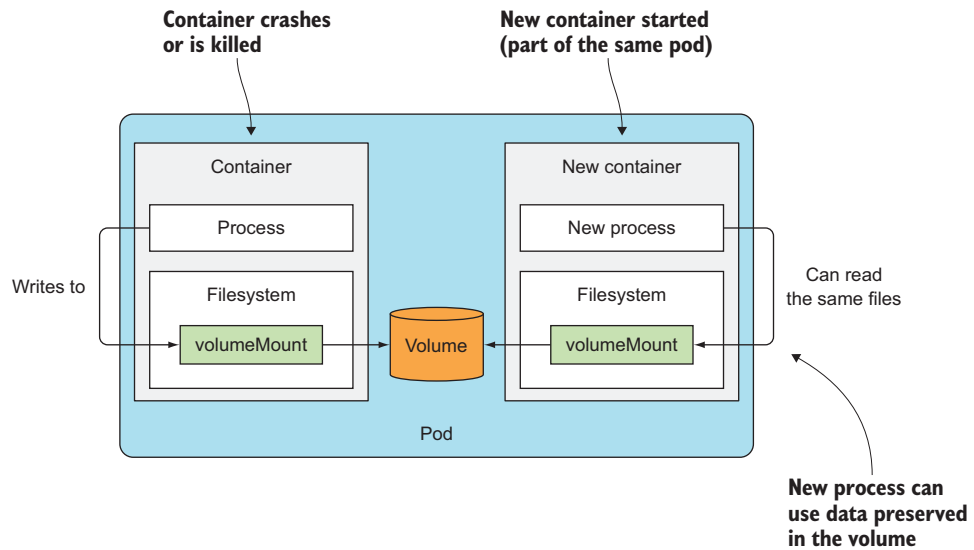 Container crashes
or is killed
New container started
(part of the same pod)
Container
New container
Process
New process
Writes to
Can read
the same files
Filesystem
Filesystem
volumeMount
Volume
volumeMount
Pod
New process can
use data preserved
in the volume